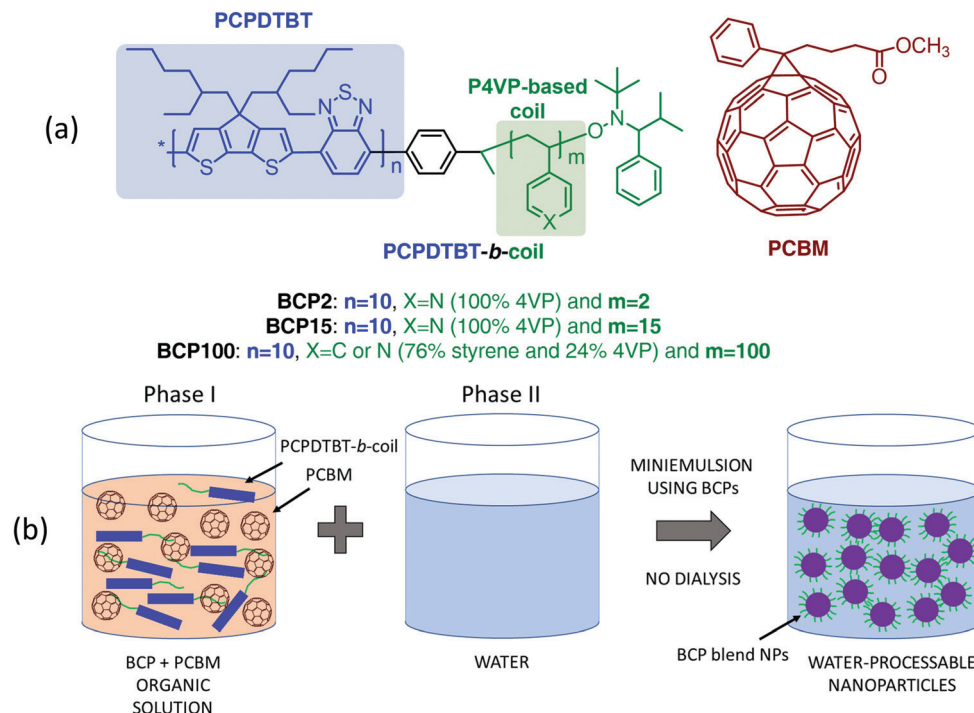 (a)
PCPDTBT
S
N
N
S
S
*
n
P4VP-based
coil
m
O
N
X
PCPDTBT-b-coil
OCH3
O
PCBM
BCP2: n=10, X=N (100% 4VP) and m=2
BCP15: n=10, X=N (100% 4VP) and m=15
BCP100: n=10, X=C or N (76% styrene and 24% 4VP) and m=100
(b)
Phase I
PCPDTBT-b-coil
PCBM
BCP + PCBM
ORGANIC
SOLUTION
Phase II
WATER
MINIEMULSION
USING BCPs
NO DIALYSIS
BCP blend NPs
WATER-PROCESSABLE
NANOPARTICLES